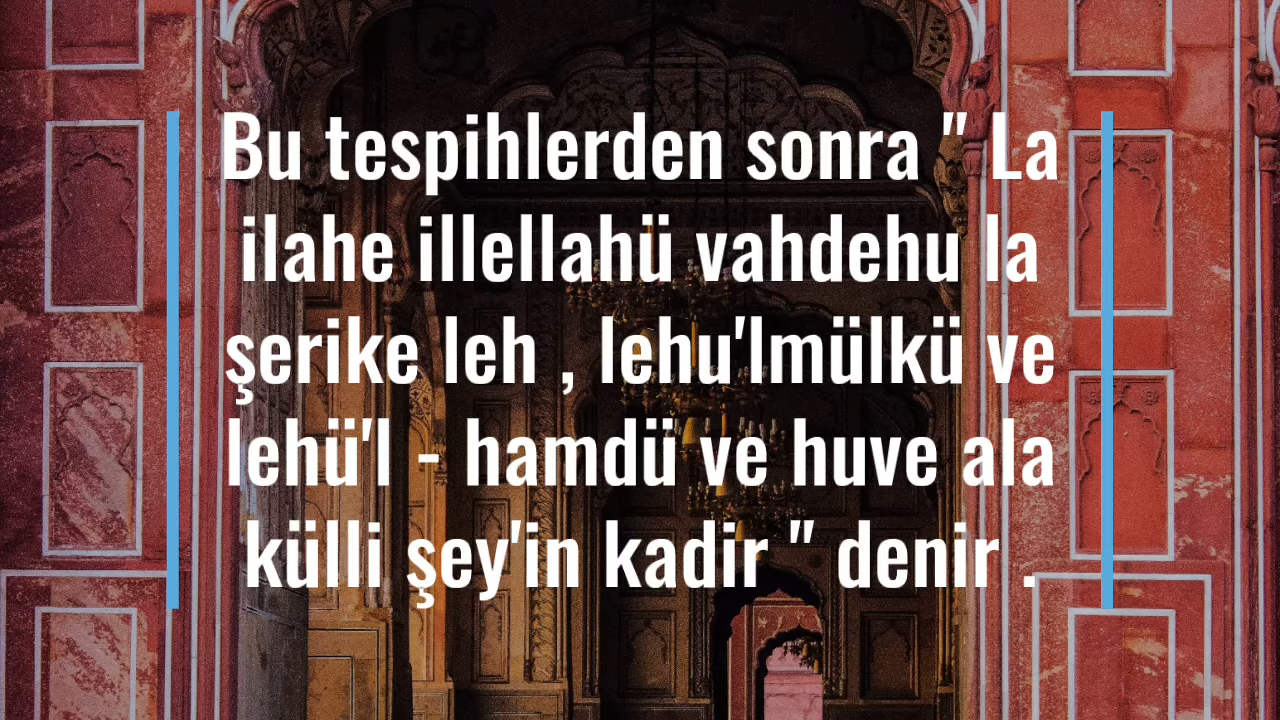 Bu tespihlerden sonra " La
ilahe illellahü vahdehu la
şerike leh , lehu'lmülkü ve
lehü'l - hamdü ve huve ala
külli şey'in kadir " denir .